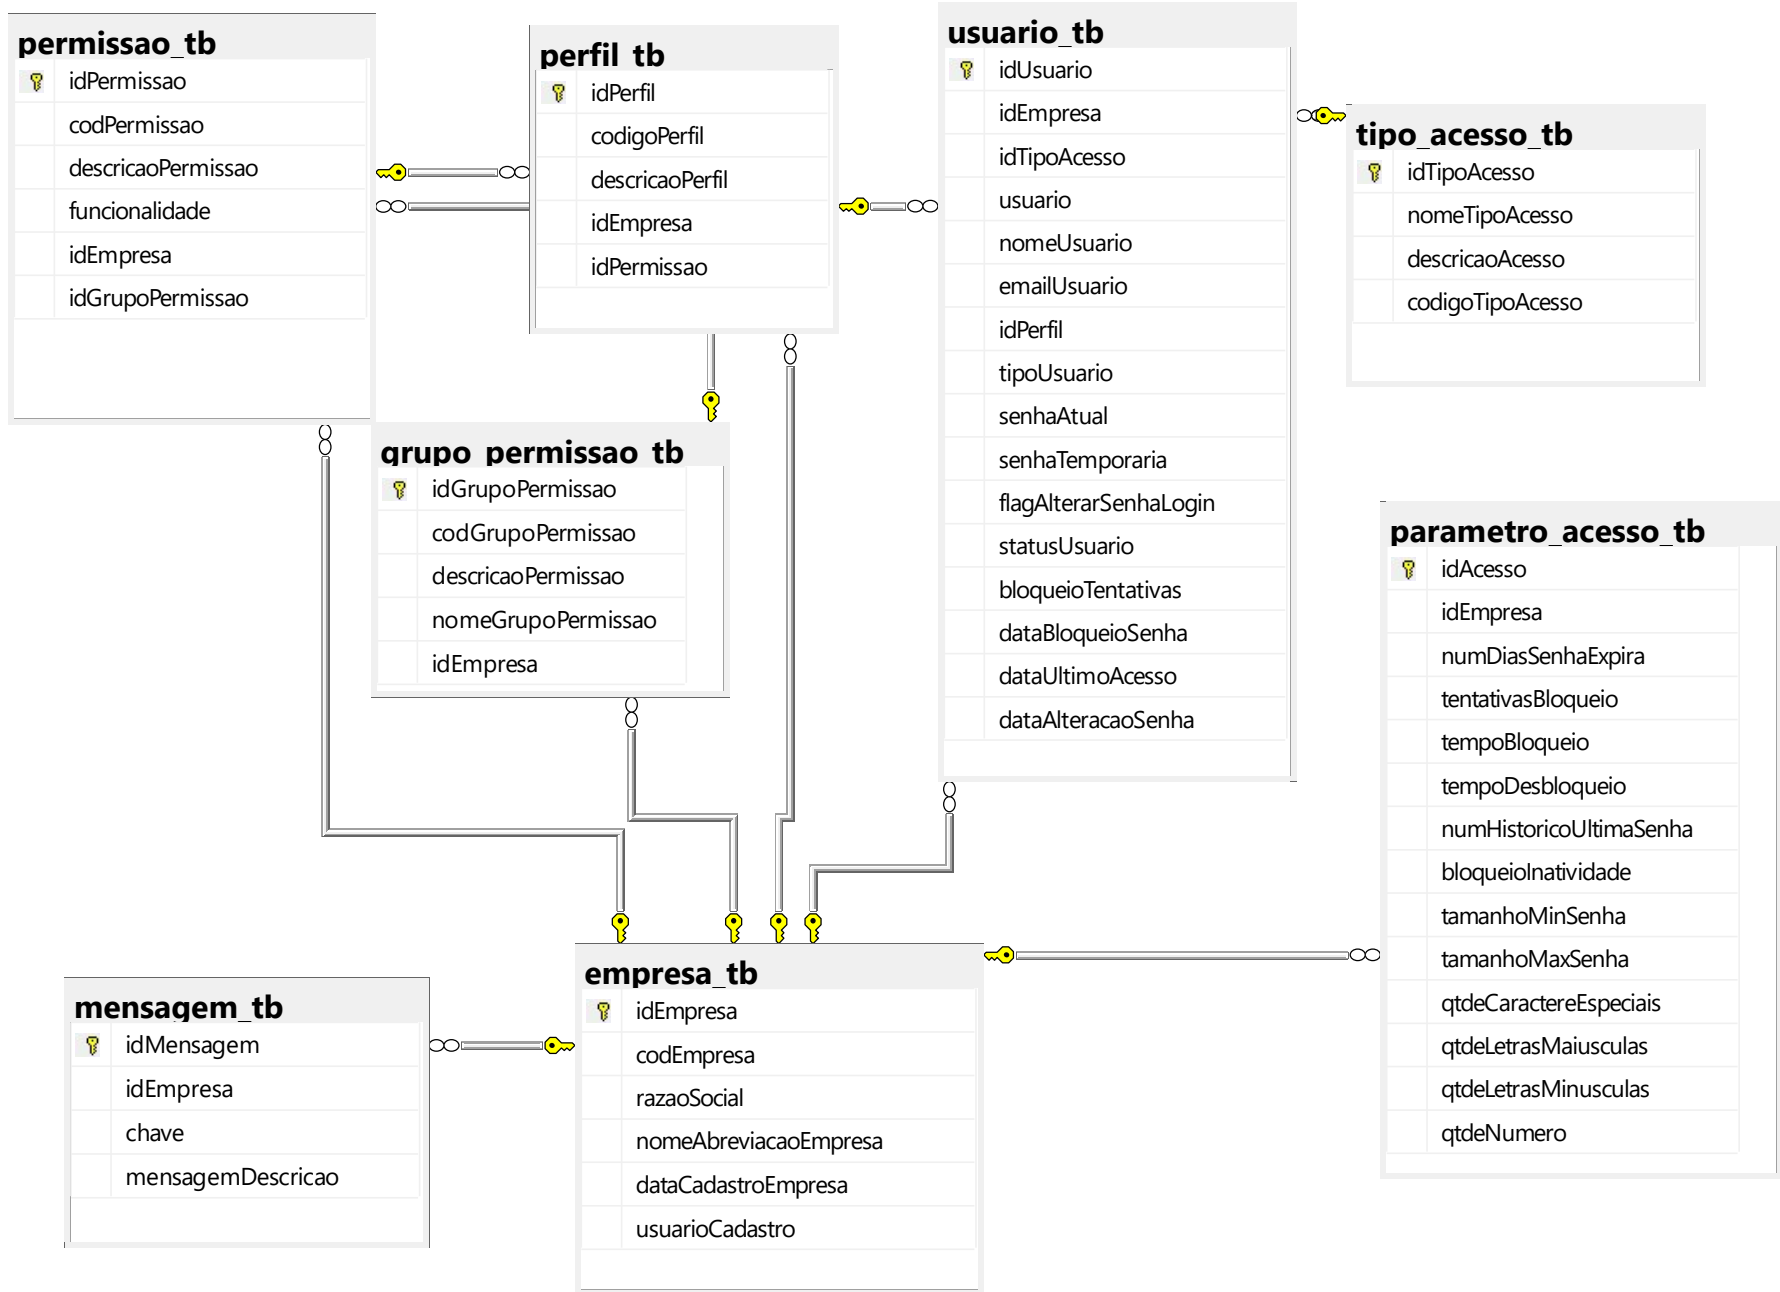 permissao_tb
idPermissao
codPermissao
descricaoPermissao
funcionalidade
idEmpresa
idGrupoPermissao
perfil_tb
idPerfil
codigoPerfil
descricaoPerfil
idEmpresa
idPermissao
usuario_tb
idUsuario
idEmpresa
idTipoAcesso
usuario
nomeUsuario
emailUsuario
idPerfil
tipoUsuario
senhaAtual
senhaTemporaria
flagAlterarSenhaLogin
statusUsuario
bloqueioTentativas
dataBloqueioSenha
dataUltimoAcesso
dataAlteracaoSenha
tipo_acesso_tb
idTipoAcesso
nomeTipoAcesso
descricaoAcesso
codigoTipoAcesso
grupo_permissao_tb
idGrupoPermissao
codGrupoPermissao
descricaoPermissao
nomeGrupoPermissao
idEmpresa
parametro_acesso_tb
idAcesso
idEmpresa
numDiasSenhaExpira
tentativasBloqueio
tempoBloqueio
tempoDesbloqueio
numHistoricoUltimaSenha
bloqueioInatividade
tamanhoMinSenha
tamanhoMaxSenha
qtdeCaractereEspeciais
qtdeLetrasMaiusculas
qtdeLetrasMinusculas
qtdeNumero
mensagem_tb
idMensagem
idEmpresa
chave
mensagemDescricao
empresa_tb
idEmpresa
codEmpresa
razaoSocial
nomeAbreviacaoEmpresa
dataCadastroEmpresa
usuarioCadastro